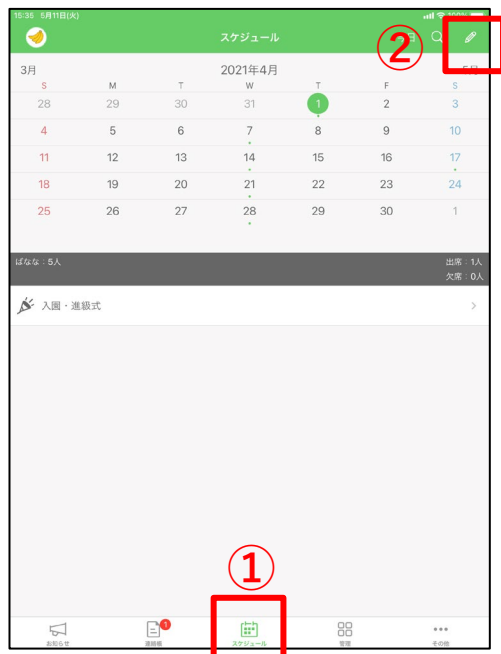 15:35 5月11日(火)
100%
スケジュール
日
②
3月 2021年4月 5月
S M T W T F S
28 29 30 31 1 2 3
4 5 6 7 8 9 10
11 12 13 14 15 16 17
18 19 20 21 22 23 24
25 26 27 28 29 30 1
ばなな：5人 出席：1人
欠席：0人
入園・進級式
①
1
お知らせ 連絡帳 スケジュール 管理 その他